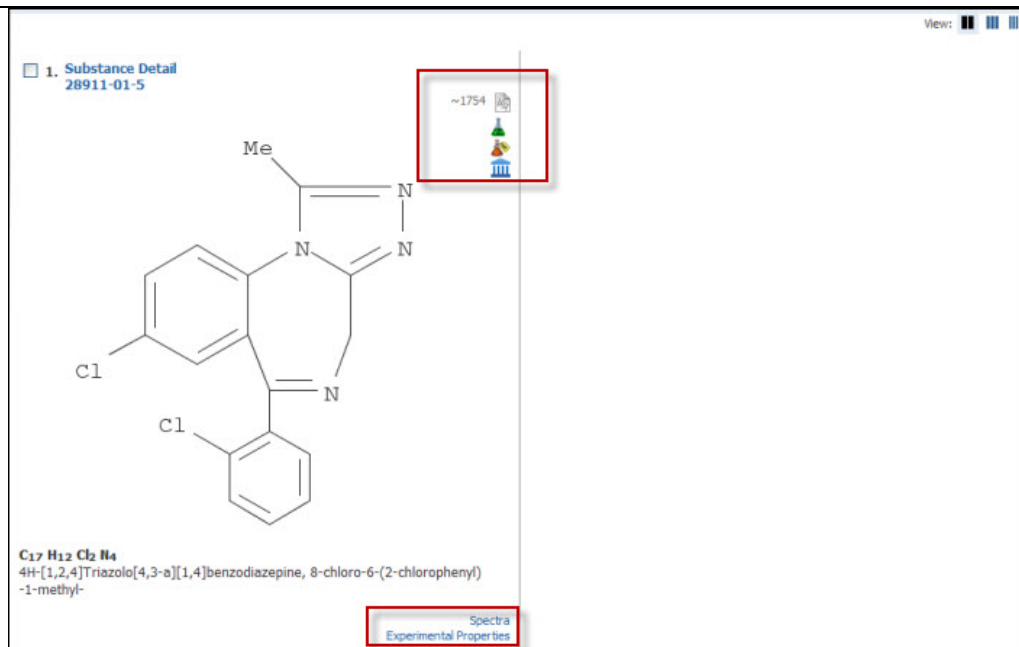 View:
1. Substance Detail
28911-01-5
~1754
Me
N
N
N
Cl
N
Cl
C17 H12 Cl2 N4
4H-[1,2,4]Triazolo[4,3-a][1,4]benzodiazepine, 8-chloro-6-(2-chlorophenyl)
-1-methyl-
Spectra
Experimental Properties